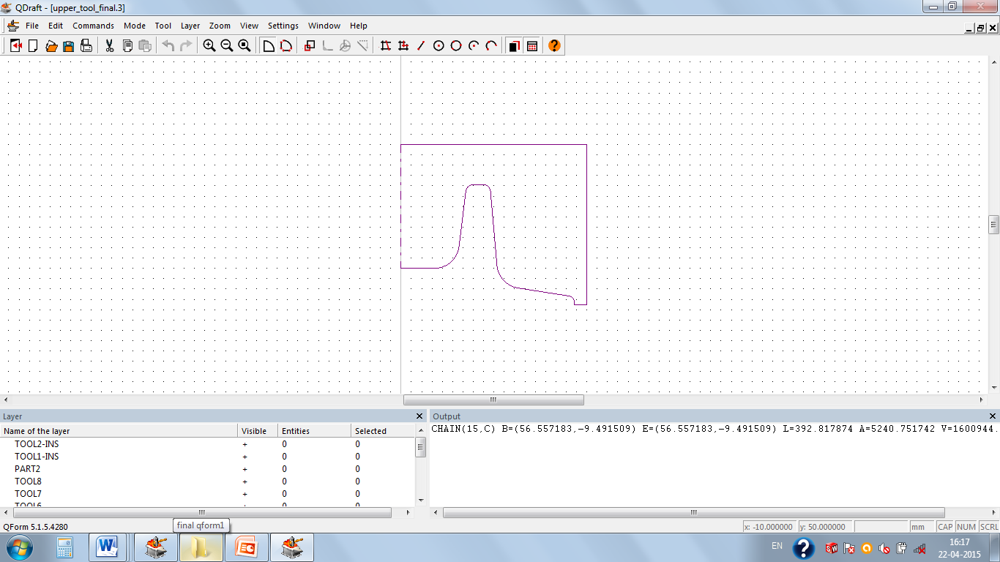 QDraft - [upper_tool_final.3]
File Edit Commands Mode Tool Layer Zoom View Settings Window Help
Layer
Name of the layer Visible Entities Selected
TOOL2-INS + 0 0
TOOL1-INS + 0 0
PART2 + 0 0
TOOL8 + 0 0
TOOL7 + 0 0
TOOL6
Output
CHAIN(15,C) B=(56.557183,-9.491509) E=(56.557183,-9.491509) L=392.817874 A=5240.751742 V=1600944.
QForm 5.1.5.4280
final qform1
x: -10.000000 y: 50.000000 mm CAP NUM SCRL
EN
16:17
22-04-2015